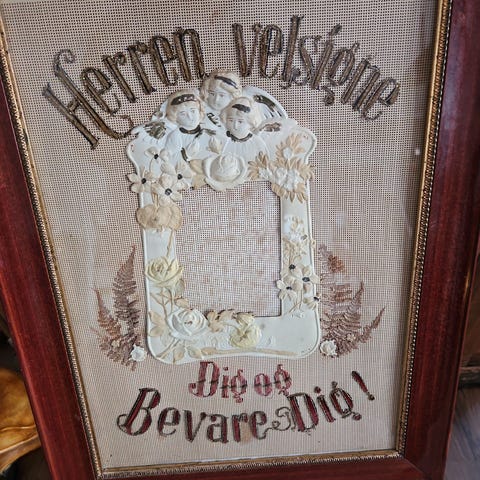 Herren velsigne
Dig og
Bevare Dig!